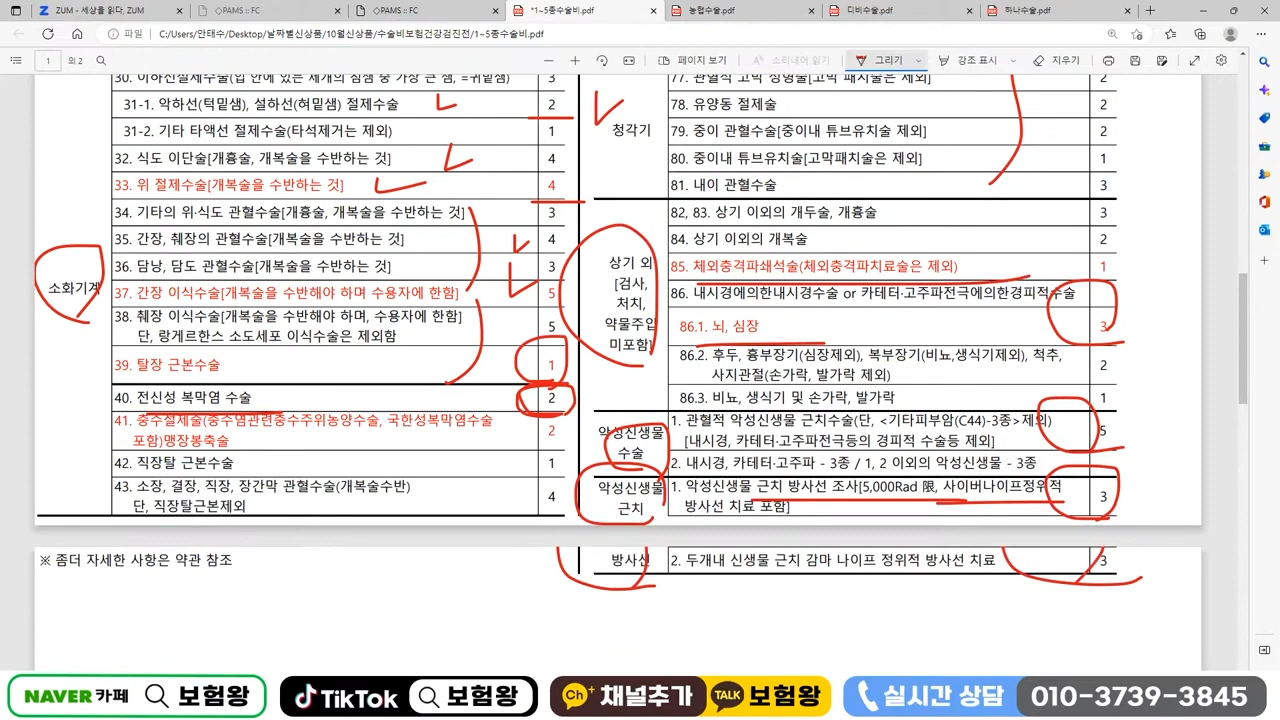 ZUM - 세상을 읽다, ZUM
◇PAMS :: FC
◇PAMS :: FC
*1~5종수술비.pdf
농협수술.pdf
디비수술.pdf
하나수술.pdf
파일
C:/Users/안태수/Desktop/날짜별신상품/10월신상품/수술비보험건강검진전/1~5종수술비.pdf
1 의 2
페이지 보기
소리내어 읽기
그리기
강조 표시
지우기
30. 이하선절제수술(입 안에 있는 세개의 침샘 중 가장 큰 샘, =귀밑샘) 3
31-1. 악하선(턱밑샘), 설하선(혀밑샘) 절제수술 2
31-2. 기타 타액선 절제수술(타석제거는 제외) 1
32. 식도 이단술[개흉술, 개복술을 수반하는 것] 4
33. 위 절제수술[개복술을 수반하는 것] 4
34. 기타의 위·식도 관혈수술[개흉술, 개복술을 수반하는 것] 3
35. 간장, 췌장의 관혈수술[개복술을 수반하는 것] 4
36. 담낭, 담도 관혈수술[개복술을 수반하는 것] 3
소화기계
37. 간장 이식수술[개복술을 수반해야 하며 수용자에 한함] 5
38. 췌장 이식수술[개복술을 수반해야 하며, 수용자에 한함]
단, 랑게르한스 소도세포 이식수술은 제외함 5
39. 탈장 근본수술 1
40. 전신성 복막염 수술 2
41. 충수절제술(충수염관련충수주위농양수술, 국한성복막염수술
포함)맹장봉축술 2
42. 직장탈 근본수술 1
43. 소장, 결장, 직장, 장간막 관혈수술(개복술수반)
단, 직장탈근본제외 4
※ 좀더 자세한 사항은 약관 참조
77. 관혈적 고막 성형술[고막 패치술은 제외] 2
78. 유양동 절제술 2
청각기
79. 중이 관혈수술[중이내 튜브유치술 제외] 2
80. 중이내 튜브유치술[고막패치술은 제외] 1
81. 내이 관혈수술 3
82, 83. 상기 이외의 개두술, 개흉술 3
84. 상기 이외의 개복술 2
상기 외
[검사,
처치,
약물주입
미포함]
85. 체외충격파쇄석술(체외충격파치료술은 제외) 1
86. 내시경에의한내시경수술 or 카테터·고주파전극에의한경피적수술
86.1. 뇌, 심장 3
86.2. 후두, 흉부장기(심장제외), 복부장기(비뇨,생식기제외), 척추,
사지관절(손가락, 발가락 제외) 2
86.3. 비뇨, 생식기 및 손가락, 발가락 1
악성신생물
수술
1. 관혈적 악성신생물 근치수술(단, <기타피부암(C44)-3종>제외)
[내시경, 카테터·고주파전극등의 경피적 수술등 제외] 5
2. 내시경, 카테터·고주파 - 3종 / 1, 2 이외의 악성신생물 - 3종
악성신생물
근치
1. 악성신생물 근치 방사선 조사[5,000Rad 限, 사이버나이프정위적
방사선 치료 포함] 3
방사선
2. 두개내 신생물 근치 감마 나이프 정위적 방사선 치료 3
NAVER 카페 보험왕
TikTok 보험왕
Ch+ 채널추가 TALK 보험왕
실시간 상담 010-3739-3845